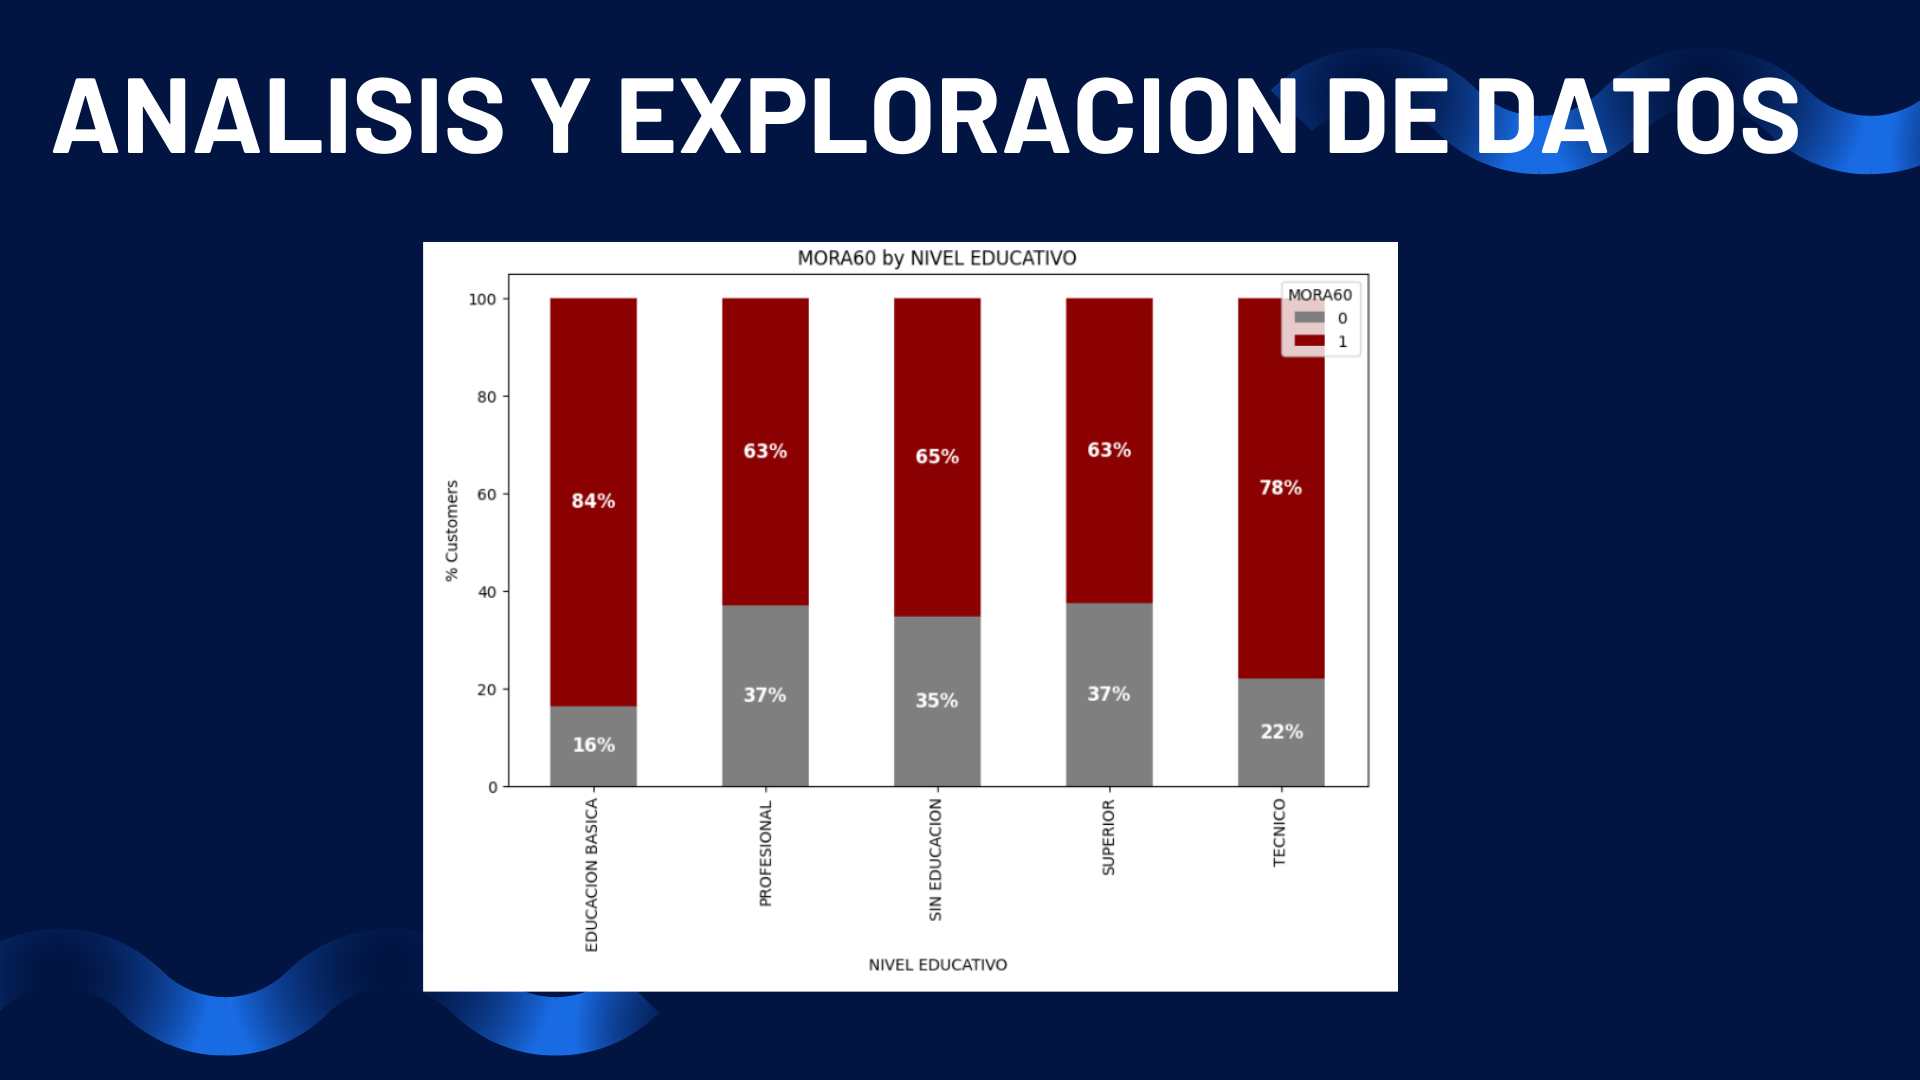 ANALISIS Y EXPLORACION DE DATOS
MORA60 by NIVEL EDUCATIVO
MORA60
0
1
% Customers
100
80
60
40
20
0
84%
63%
65%
63%
78%
16%
37%
35%
37%
22%
EDUCACION BASICA
PROFESIONAL
SIN EDUCACION
SUPERIOR
TECNICO
NIVEL EDUCATIVO